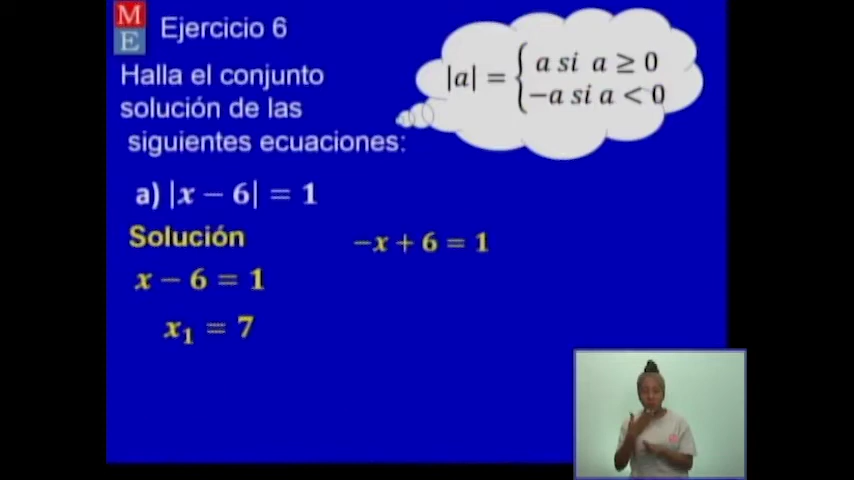 M
E
Ejercicio 6
Halla el conjunto
solución de las
siguientes ecuaciones:
|a| = { a si a ≥ 0
−a si a < 0
a) |x − 6| = 1
Solución
x − 6 = 1
x₁ = 7
−x + 6 = 1